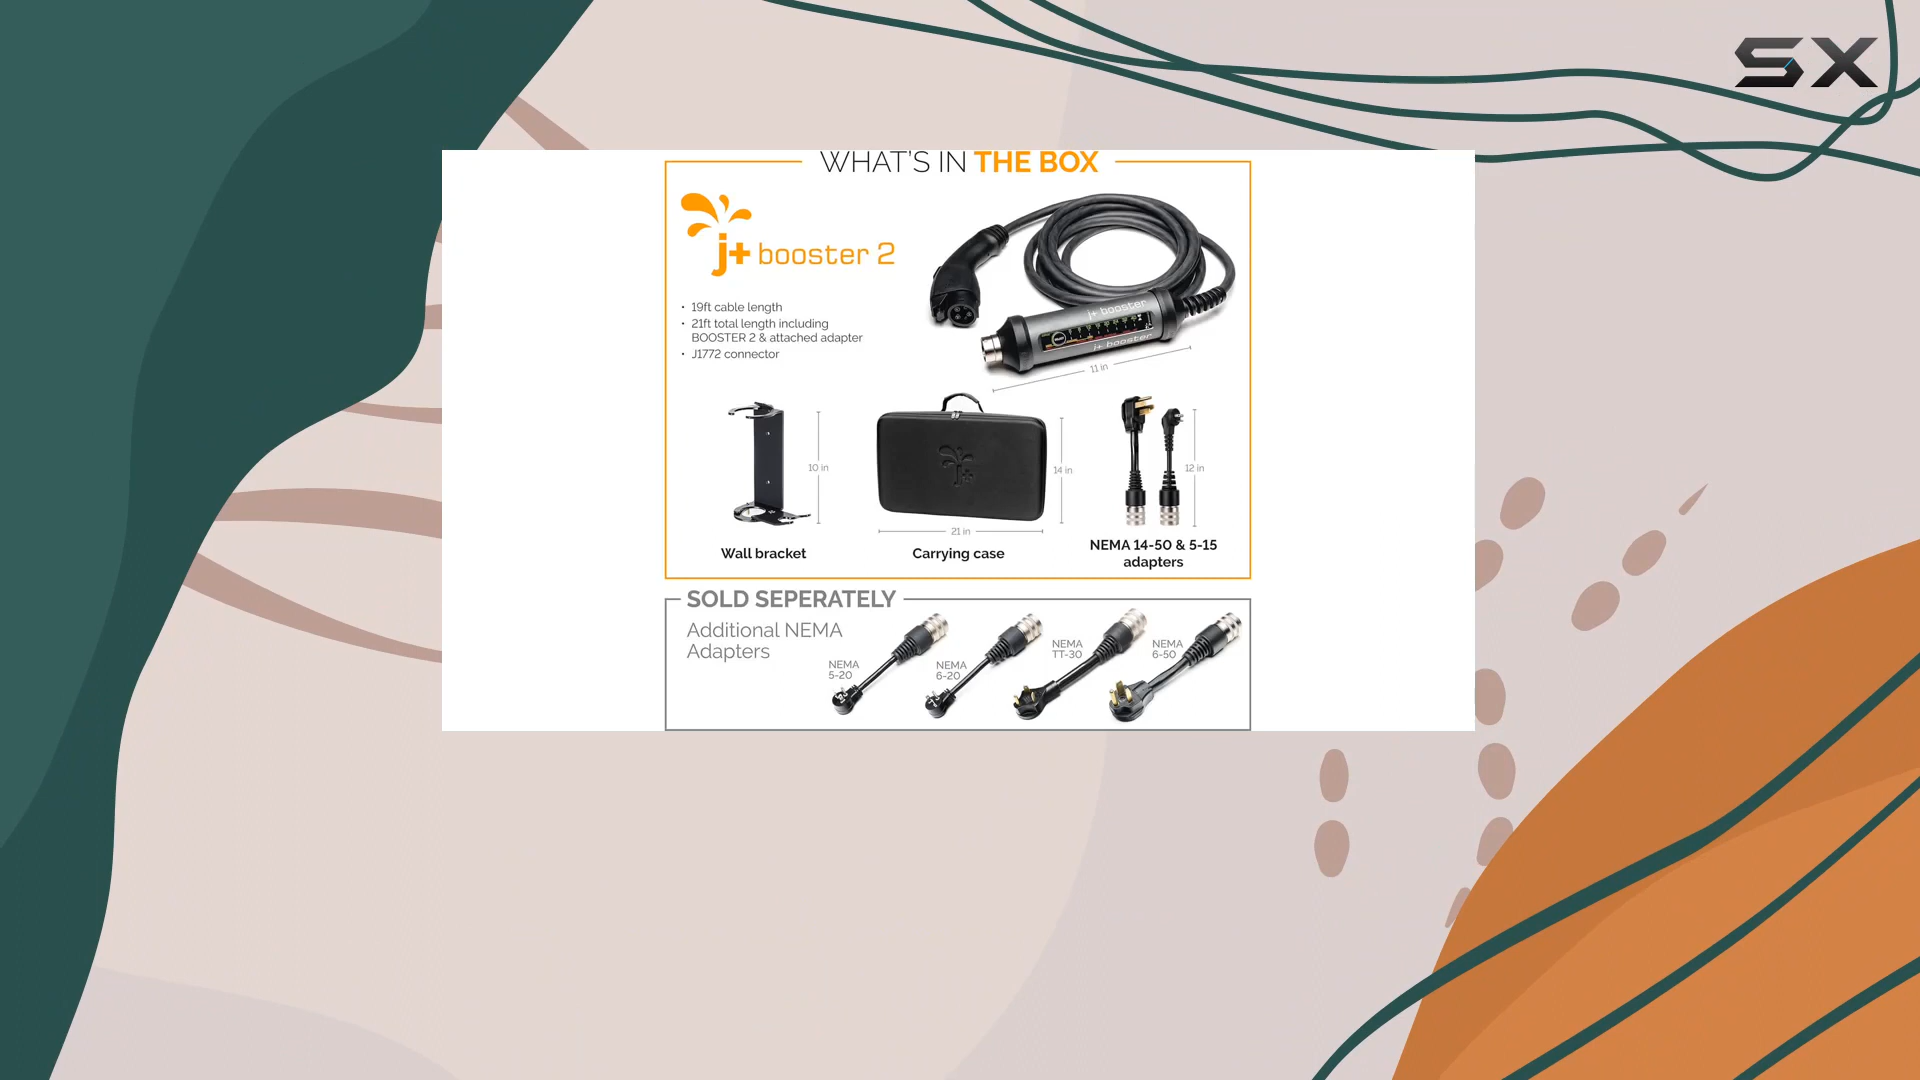 SX
WHAT'S IN THE BOX
j+ booster 2
• 19ft cable length
• 21ft total length including
BOOSTER 2 & attached adapter
• J1772 connector
j+ booster
j+ booster
11 in
10 in
14 in
12 in
21 in
j+
Wall bracket
Carrying case
NEMA 14-50 & 5-15
adapters
SOLD SEPERATELY
Additional NEMA
Adapters
NEMA
5-20
NEMA
6-20
NEMA
TT-30
NEMA
6-50